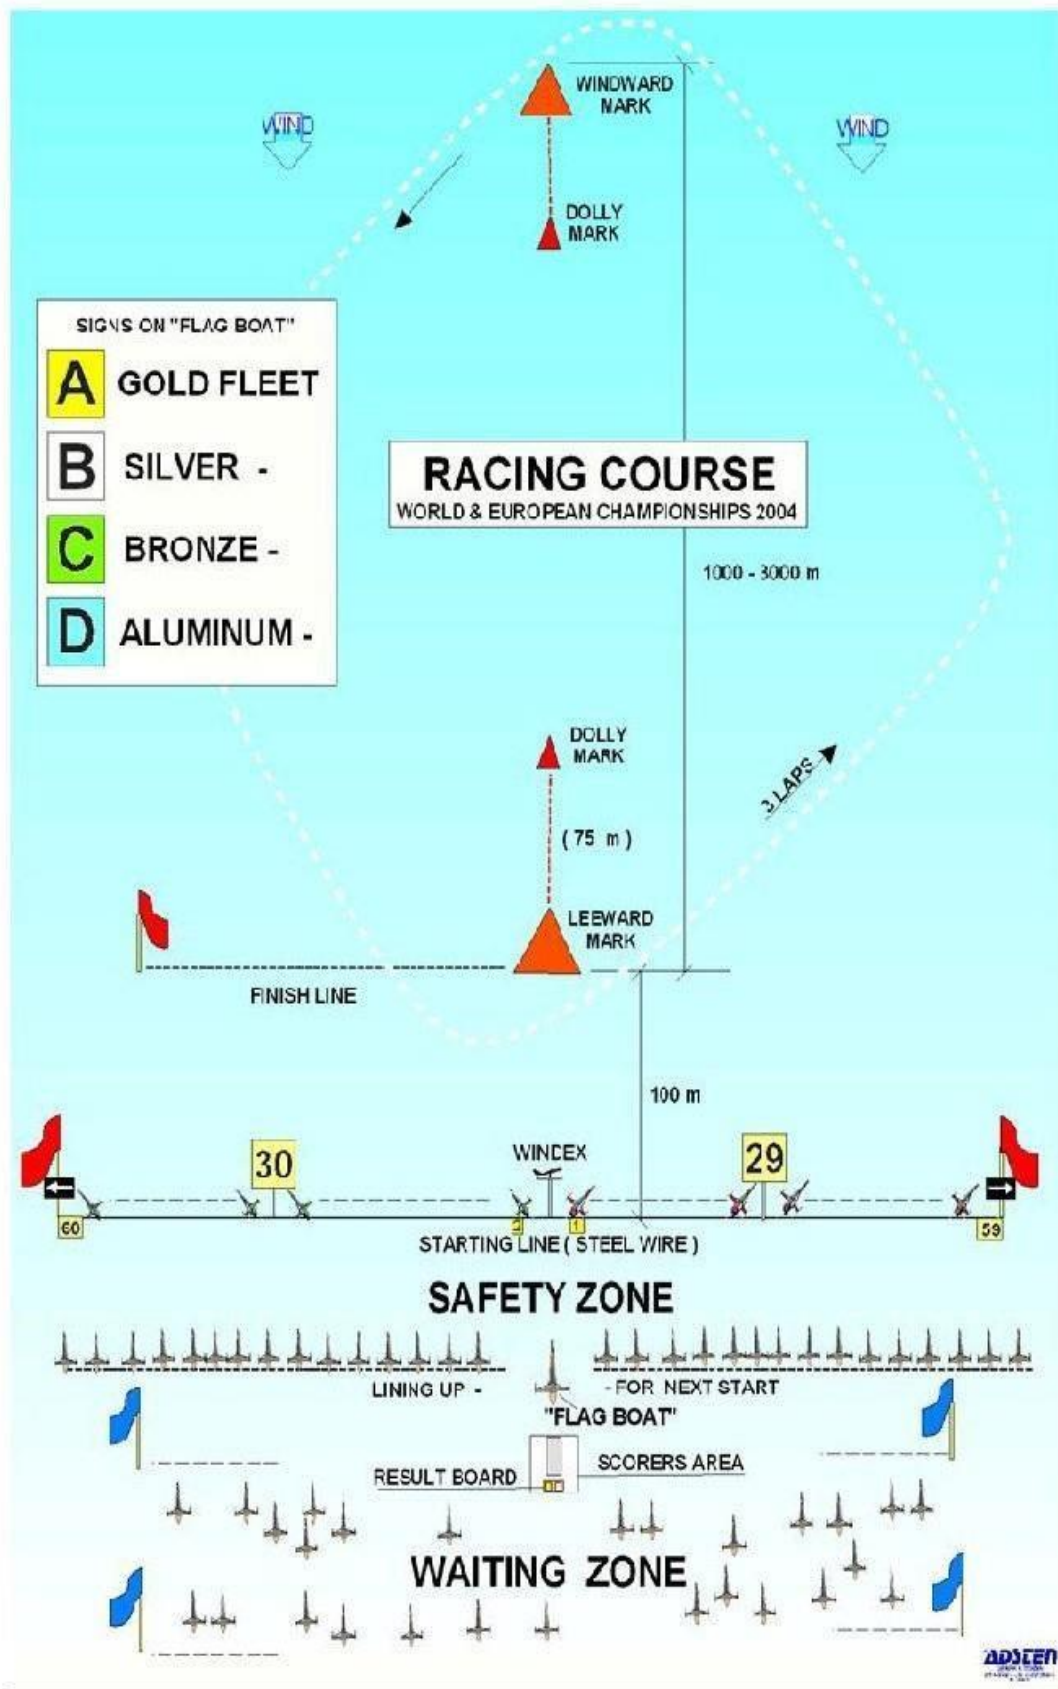 WINDWARD
MARK
WIND
WIND
DOLLY
MARK
SIGNS ON "FLAG BOAT"
A GOLD FLEET
B SILVER -
C BRONZE -
D ALUMINUM -
RACING COURSE
WORLD & EUROPEAN CHAMPIONSHIPS 2004
1000 - 3000 m
DOLLY
MARK
3 LAPS
( 75 m )
LEEWARD
MARK
FINISH LINE
100 m
30
WINDEX
29
60
2
1
59
STARTING LINE ( STEEL WIRE )
SAFETY ZONE
LINING UP -
- FOR NEXT START
"FLAG BOAT"
RESULT BOARD
SCORERS AREA
WAITING ZONE
ADSTEN